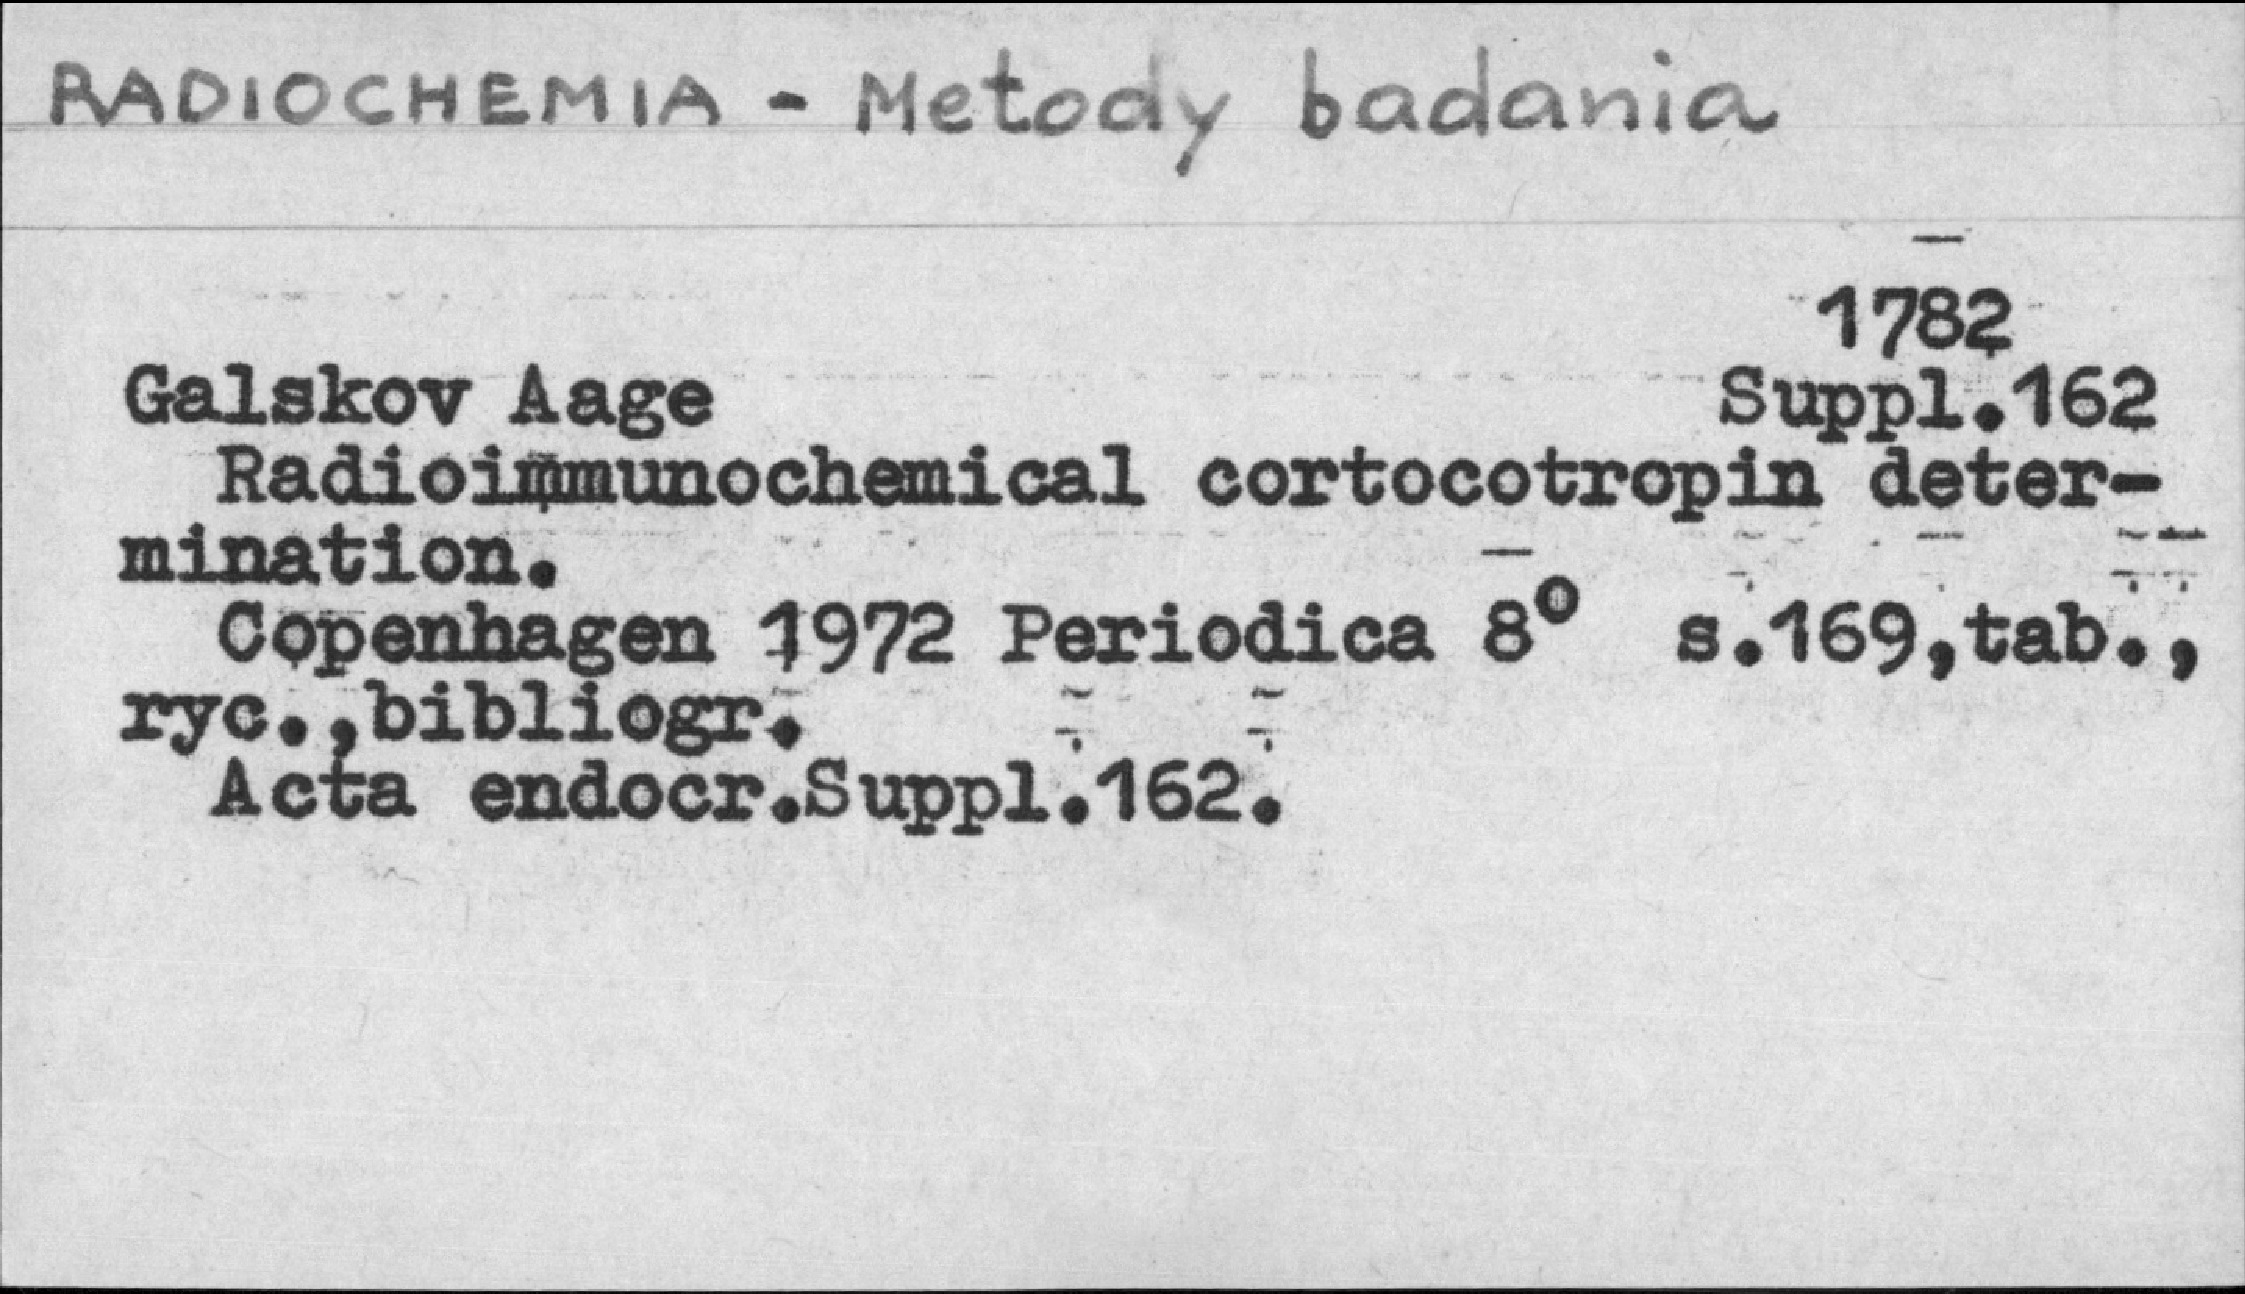 RADIOCHEMIA - Metody badania
1782
Galskov Aage Suppl.162
Radioimmunochemical cortocotropin deter-
mination.
Copenhagen 1972 Periodica 8° s.169,tab.,
ryc.,bibliogr.
Acta endocr.Suppl.162.